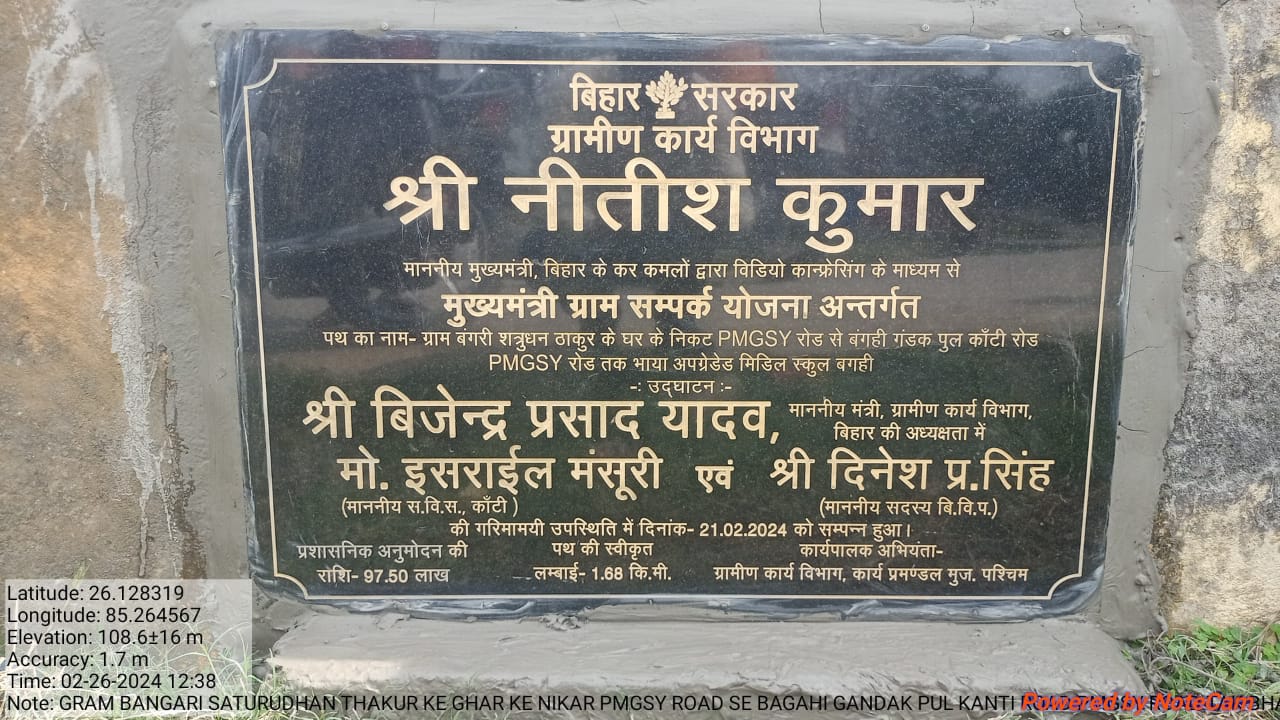 बिहार सरकार
ग्रामीण कार्य विभाग
श्री नीतीश कुमार
माननीय मुख्यमंत्री, बिहार के कर कमलों द्वारा विडियो कान्फ्रेसिंग के माध्यम से
मुख्यमंत्री ग्राम सम्पर्क योजना अन्तर्गत
पथ का नाम- ग्राम बंगरी शत्रुधन ठाकुर के घर के निकट PMGSY रोड से बंगही गंडक पुल काँटी रोड
PMGSY रोड तक भाया अपग्रेडेड मिडिल स्कुल बगही
-: उद्घाटन :-
श्री बिजेन्द्र प्रसाद यादव, माननीय मंत्री, ग्रामीण कार्य विभाग,
बिहार की अध्यक्षता में
मो. इसराईल मंसूरी एवं श्री दिनेश प्र.सिंह
(माननीय स.वि.स., काँटी ) (माननीय सदस्य बि.वि.प.)
की गरिमामयी उपस्थिति में दिनांक- 21.02.2024 को सम्पन्न हुआ।
प्रशासनिक अनुमोदन की पथ की स्वीकृत कार्यपालक अभियंता-
राशि- 97.50 लाख लम्बाई- 1.68 कि.मी. ग्रामीण कार्य विभाग, कार्य प्रमण्डल मुज. पश्चिम
Latitude: 26.128319
Longitude: 85.264567
Elevation: 108.6±16 m
Accuracy: 1.7 m
Time: 02-26-2024 12:38
Note: GRAM BANGARI SATURUDHAN THAKUR KE GHAR KE NIKAR PMGSY ROAD SE BAGAHI GANDAK PUL KANTI
Powered by NoteCam